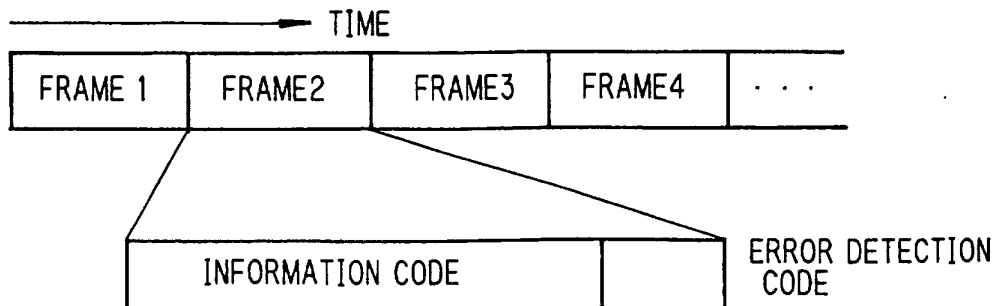 TIME
FRAME 1 FRAME2 FRAME3 FRAME4 . . .
INFORMATION CODE
ERROR DETECTION
CODE